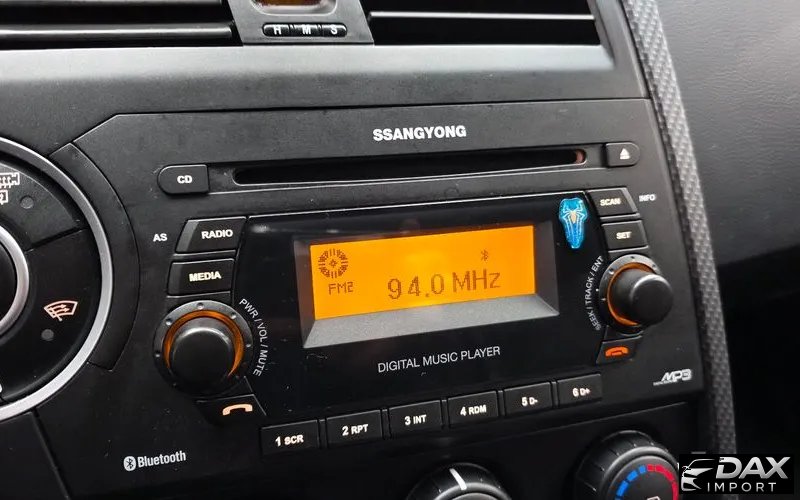 H M S
SSANGYONG
CD
AS RADIO
SCAN INFO
MEDIA
SET
FM2
94.0 MHz
PWR / VOL / MUTE
SEEK / TRACK / ENT
DIGITAL MUSIC PLAYER
MP3
1 SCR
2 RPT
3 INT
4 RDM
5 D-
6 D+
Bluetooth
DAX
IMPORT